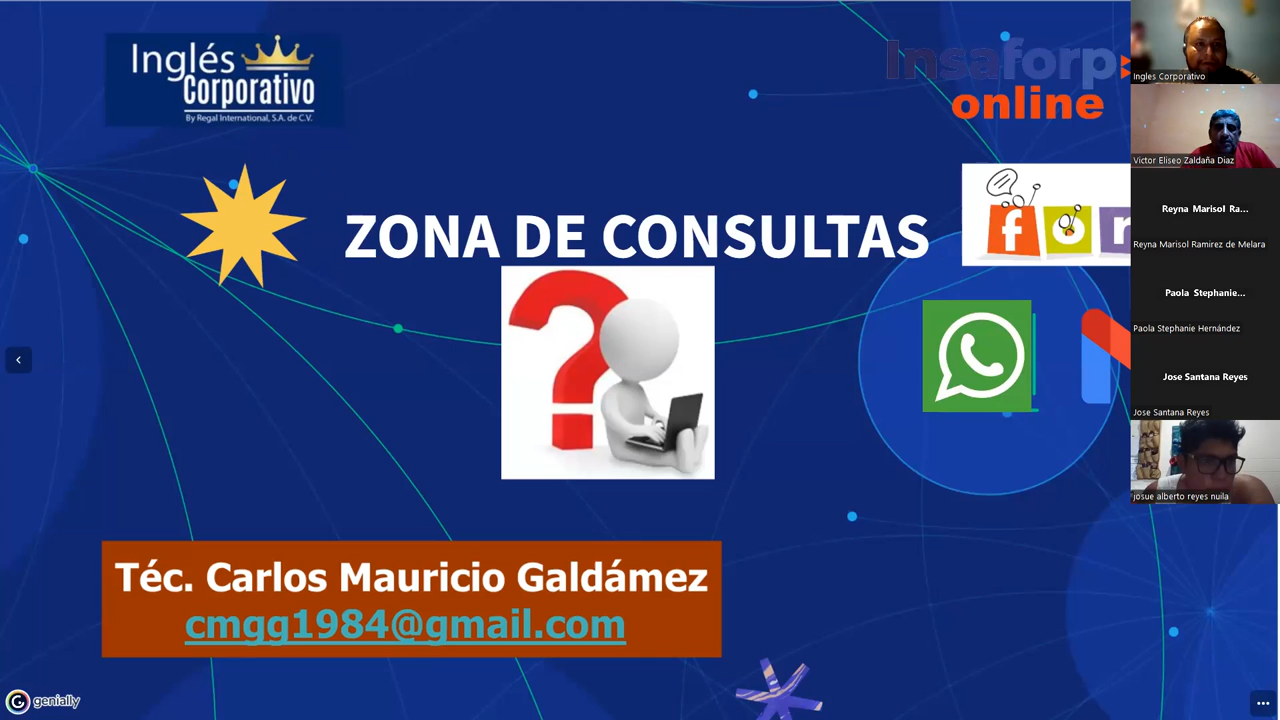 Inglés
Corporativo
By Regal International, S.A. de C.V.
Insaforp
online
ZONA DE CONSULTAS
f
Téc. Carlos Mauricio Galdámez
cmgg1984@gmail.com
genially
Ingles Corporativo
Victor Eliseo Zaldaña Diaz
Reyna Marisol Ra...
Reyna Marisol Ramirez de Melara
Paola Stephanie...
Paola Stephanie Hernández
Jose Santana Reyes
Jose Santana Reyes
josue alberto reyes nuila